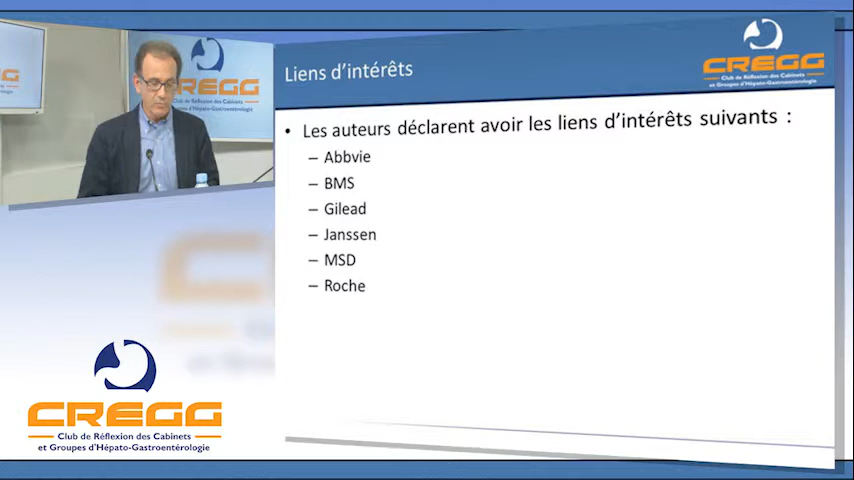 GG
CREGG
Club de Réflexion des Cabinets
et Groupes d'Hépato-Gastroentérologie
Liens d'intérêts
CREGG
Club de Réflexion des Cabinets
et Groupes d'Hépato-Gastroentérologie
• Les auteurs déclarent avoir les liens d'intérêts suivants :
– Abbvie
– BMS
– Gilead
– Janssen
– MSD
– Roche
CREGG
Club de Réflexion des Cabinets
et Groupes d'Hépato-Gastroentérologie